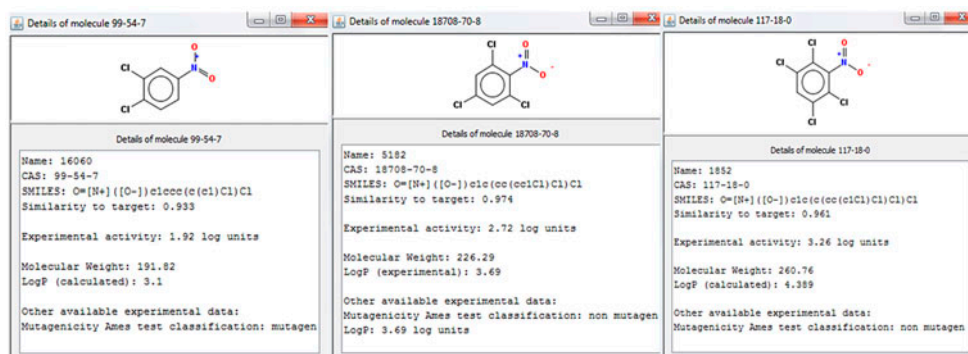 Details of molecule 99-54-7
O
N
+
O
Cl
Cl
Details of molecule 99-54-7
Name: 16060
CAS: 99-54-7
SMILES: O=[N+]([O-])c1ccc(c(c1)Cl)Cl
Similarity to target: 0.933
Experimental activity: 1.92 log units
Molecular Weight: 191.82
LogP (calculated): 3.1
Other available experimental data:
Mutagenicity Ames test classification: mutagen
Details of molecule 18708-70-8
Cl
O
+
N
O
-
Cl
Cl
Details of molecule 18708-70-8
Name: 5182
CAS: 18708-70-8
SMILES: O=[N+]([O-])c1c(cc(cc1Cl)Cl)Cl
Similarity to target: 0.974
Experimental activity: 2.72 log units
Molecular Weight: 226.29
LogP (experimental): 3.69
Other available experimental data:
Mutagenicity Ames test classification: non mutagen
LogP: 3.69 log units
Details of molecule 117-18-0
Cl
O
+
Cl
N
O
-
Cl
Cl
Details of molecule 117-18-0
Name: 1852
CAS: 117-18-0
SMILES: O=[N+]([O-])c1c(c(cc(c1Cl)Cl)Cl)Cl
Similarity to target: 0.961
Experimental activity: 3.26 log units
Molecular Weight: 260.76
LogP (calculated): 4.389
Other available experimental data:
Mutagenicity Ames test classification: non mutagen